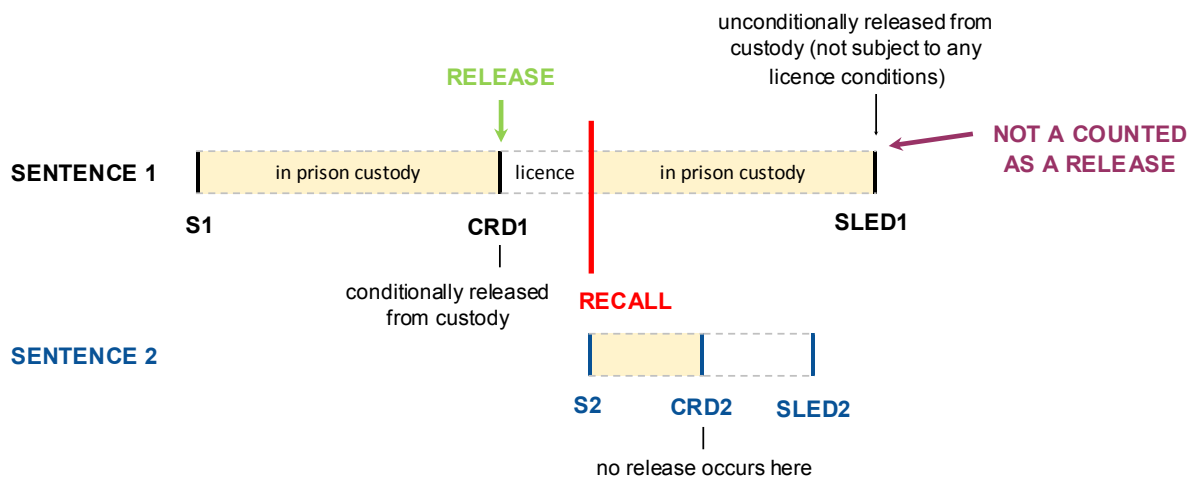 unconditionally released from
custody (not subject to any
licence conditions)
RELEASE
NOT A COUNTED
AS A RELEASE
SENTENCE 1
in prison custody
licence
in prison custody
S1
CRD1
SLED1
conditionally released
from custody
RECALL
SENTENCE 2
S2
CRD2
SLED2
no release occurs here